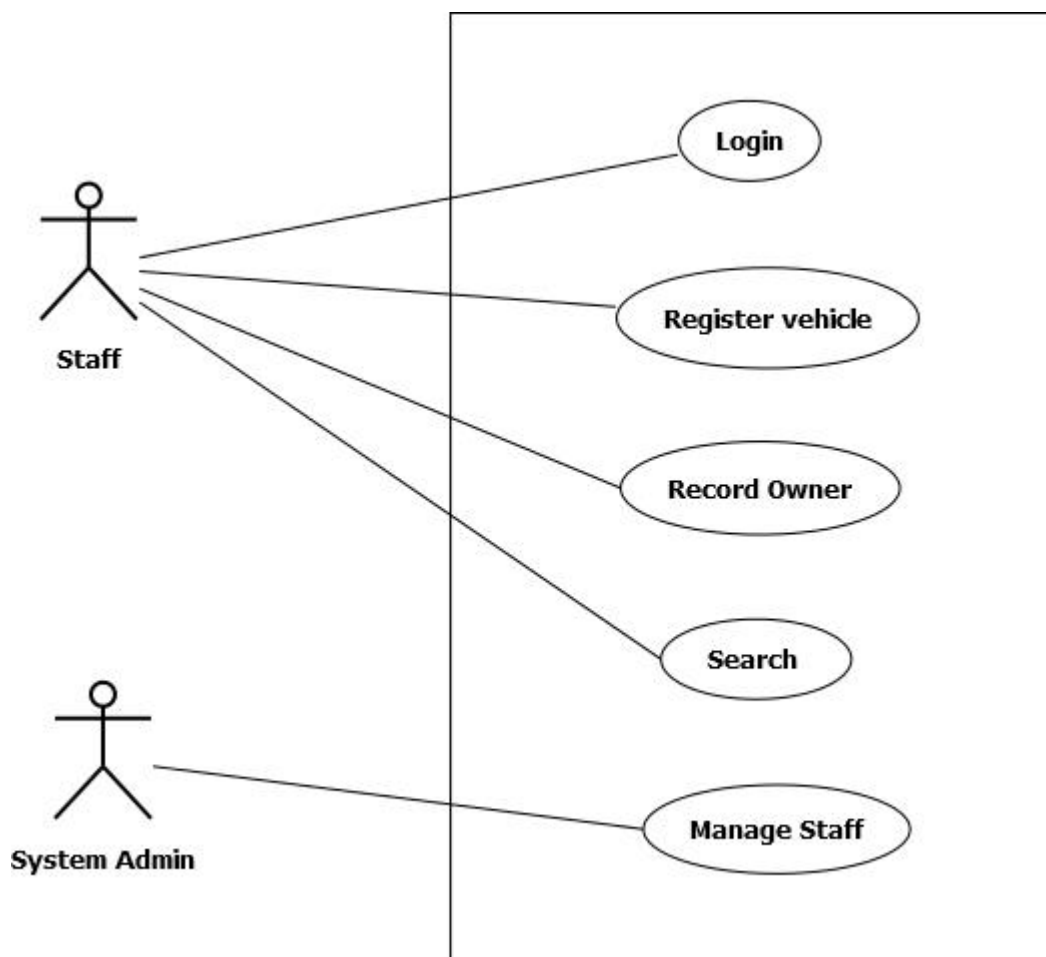 Login
Staff
Register vehicle
Record Owner
Search
System Admin
Manage Staff